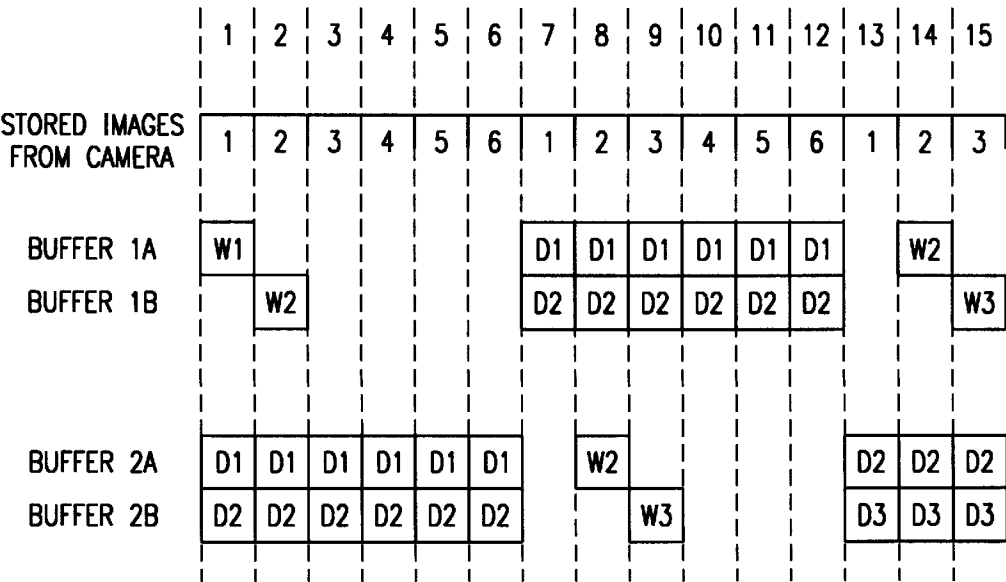 1 2 3 4 5 6 7 8 9 10 11 12 13 14 15
STORED IMAGES
FROM CAMERA 1 2 3 4 5 6 1 2 3 4 5 6 1 2 3
BUFFER 1A W1 D1 D1 D1 D1 D1 D1 W2
BUFFER 1B W2 D2 D2 D2 D2 D2 D2 W3
BUFFER 2A D1 D1 D1 D1 D1 D1 W2 D2 D2 D2
BUFFER 2B D2 D2 D2 D2 D2 D2 W3 D3 D3 D3